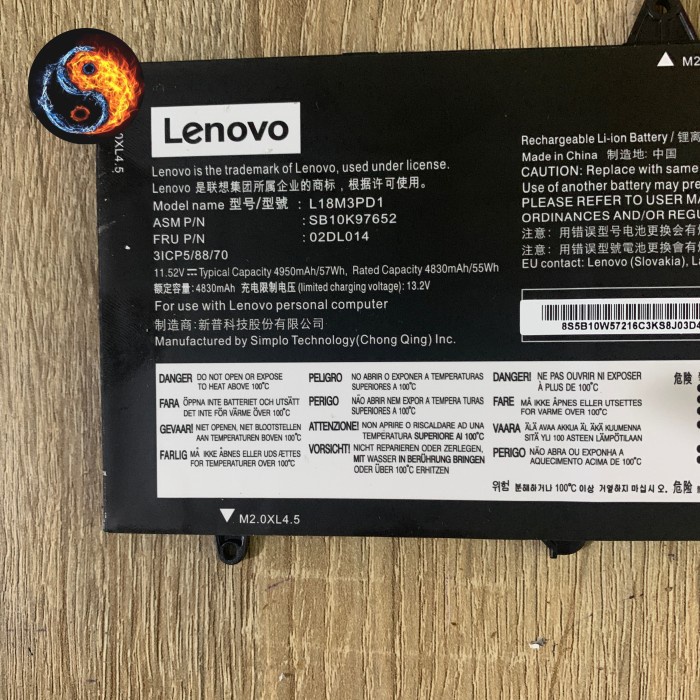 M2.0XL4.5
Lenovo
Lenovo is the trademark of Lenovo, used under license.
Lenovo 是联想集团所属企业的商标，根据许可使用。
Model name 型号/型號 : L18M3PD1
ASM P/N : SB10K97652
FRU P/N : 02DL014
3ICP5/88/70
11.52V ⎓ Typical Capacity 4950mAh/57Wh, Rated Capacity 4830mAh/55Wh
额定容量: 4830mAh 充电限制电压: (limited charging voltage): 13.2V
For use with Lenovo personal computer
制造商：新普科技股份有限公司
Manufactured by Simplo Technology(Chong Qing) Inc.
Rechargeable Li-ion Battery / 锂离
Made in China 制造地: 中国
CAUTION: Replace with same
Use of another battery may pre
PLEASE REFER TO USER MA
ORDINANCES AND/OR REGU
注意：用错误型号电池更换会有
注意：用錯誤型號電池更換會有
EU contact: Lenovo (Slovakia), La
8S5B10W57216C3KS8J03D4
DANGER DO NOT OPEN OR EXPOSE
TO HEAT ABOVE 100°C
FARA ÖPPNA INTE BATTERIET OCH UTSÄTT
DET INTE FÖR VÄRME ÖVER 100°C
GEVAAR! NIET OPENEN, NIET BLOOTSTELLEN
AAN TEMPERATUREN BOVEN 100°C
FARLIG MÅ IKKE ÅBNES ELLER UDSÆTTES
FOR TEMPERATURER OVER 100°C
PELIGRO NO ABRIR O EXPONER A TEMPERATURAS
SUPERIORES A 100°C
PERIGO NÃO ABRIR NEM EXPOR A TEMPERA TURAS
SUPERIORES A 100°C
ATTENZIONE! NON APRIRE O RISCALDARE AD UNA
TEMPERATURA SUPERIORE AI 100°C
VORSICHT! NICHT REPARIEREN ODER ZERLEGEN,
MIT WASSER IN BERÜHRUNG BRINGEN
ODER ÜBER 100°C ERHITZEN
DANGER! NE PAS OUVRIR NI EXPOSER
À PLUS DE 100°C
FARE MÅ IKKE ÅPNES ELLER UTSETTES
FOR VARME OVER 100°C
VAARA ÄLÄ AVAA AKKUA ÄLÄ KUUMENNA
SITÄ YLI 100 ASTEEN LÄMPÖTILAAN
PERIGO NÃO ABRA OU EXPONHA A
AQUECIMENTO ACIMA DE 100°C
위험 분해하거나 100°C이상 가열하지 마십시오.
危險
危險
M2.0XL4.5